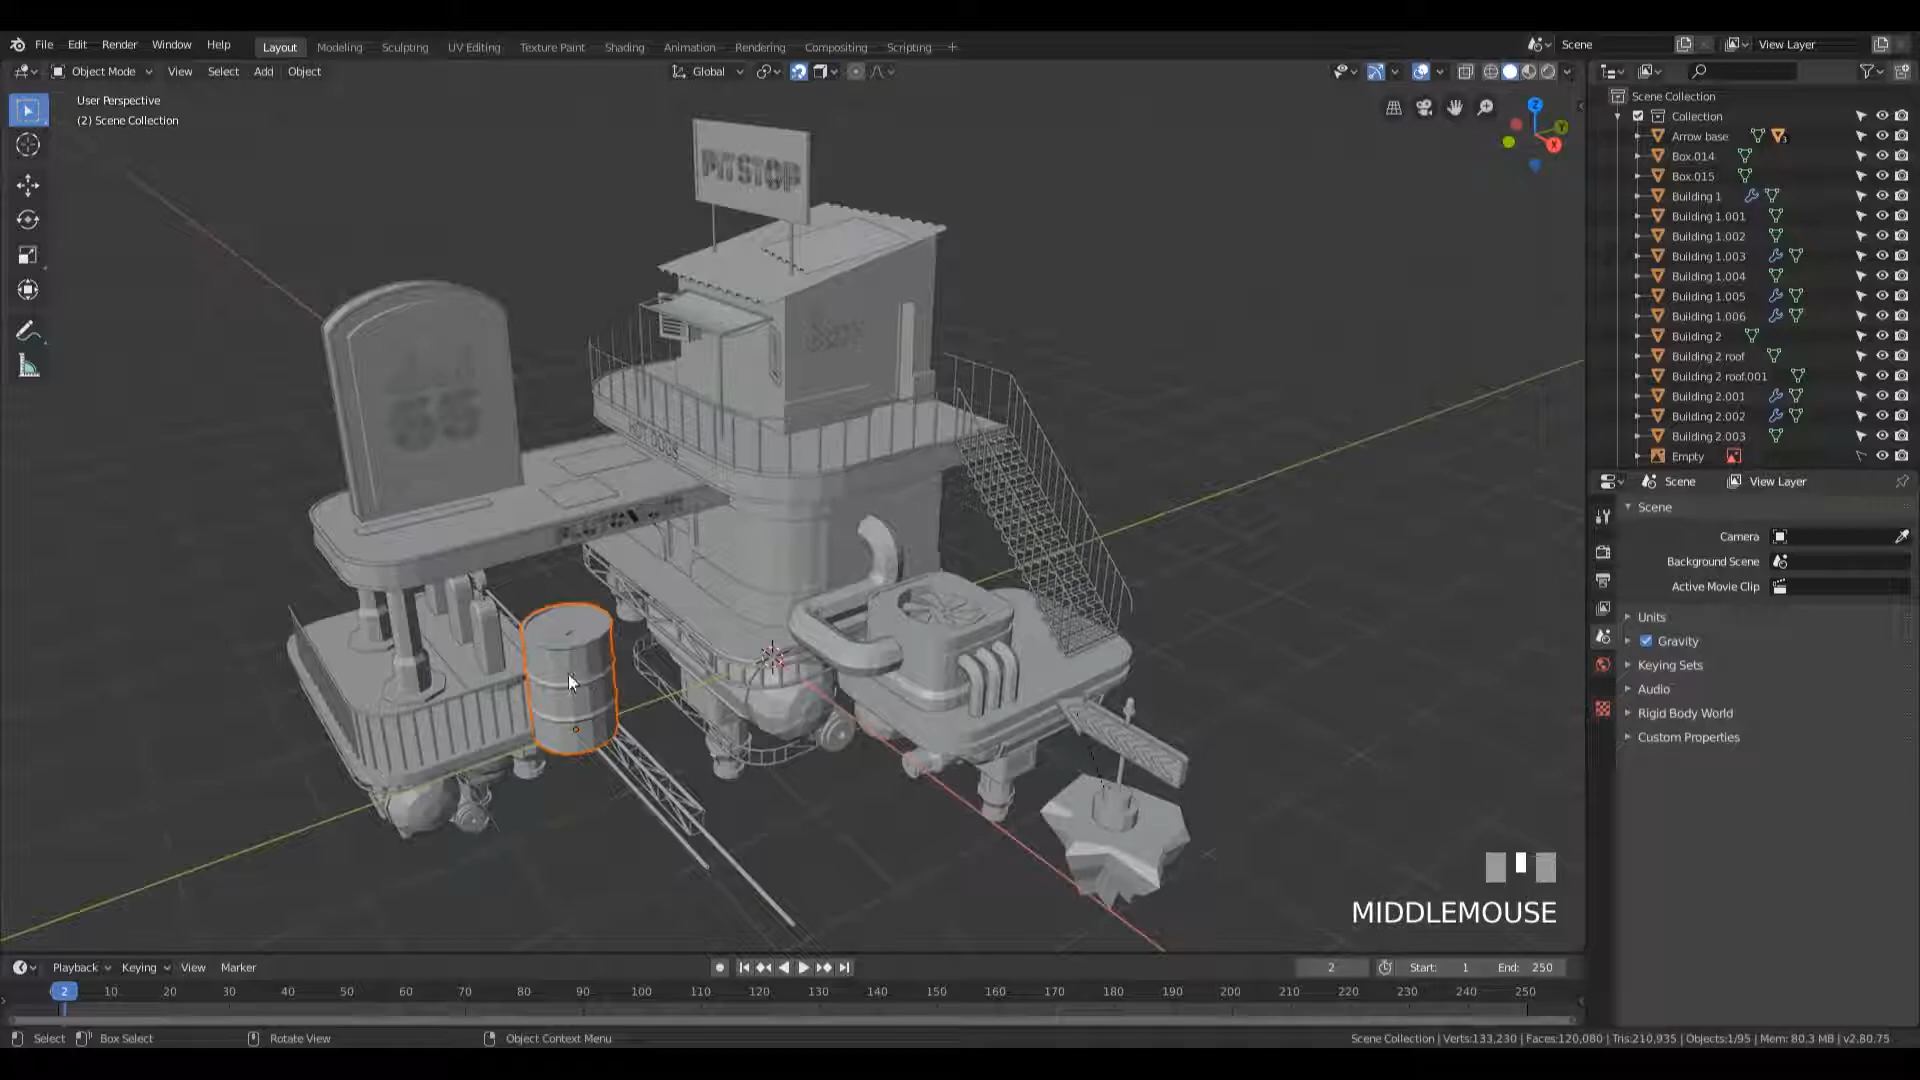 File Edit Render Window Help Layout Modeling Sculpting UV Editing Texture Paint Shading Animation Rendering Compositing Scripting + Scene View Layer
Object Mode View Select Add Object Global
User Perspective
(2) Scene Collection
Z
Y
X
PIT STOP
55
HOT DOGS
Scene Collection
Collection
Arrow base
Box.014
Box.015
Building 1
Building 1.001
Building 1.002
Building 1.003
Building 1.004
Building 1.005
Building 1.006
Building 2
Building 2 roof
Building 2 roof.001
Building 2.001
Building 2.002
Building 2.003
Empty
Scene View Layer
Scene
Camera
Background Scene
Active Movie Clip
Units
Gravity
Keying Sets
Audio
Rigid Body World
Custom Properties
MIDDLEMOUSE
Playback Keying View Marker 2 Start: 1 End: 250
2 10 20 30 40 50 60 70 80 90 100 110 120 130 140 150 160 170 180 190 200 210 220 230 240 250
Select Box Select Rotate View Object Context Menu Scene Collection | Verts:133,230 | Faces:120,080 | Tris:210,935 | Objects:1/95 | Mem: 80.3 MB | v2.80.75